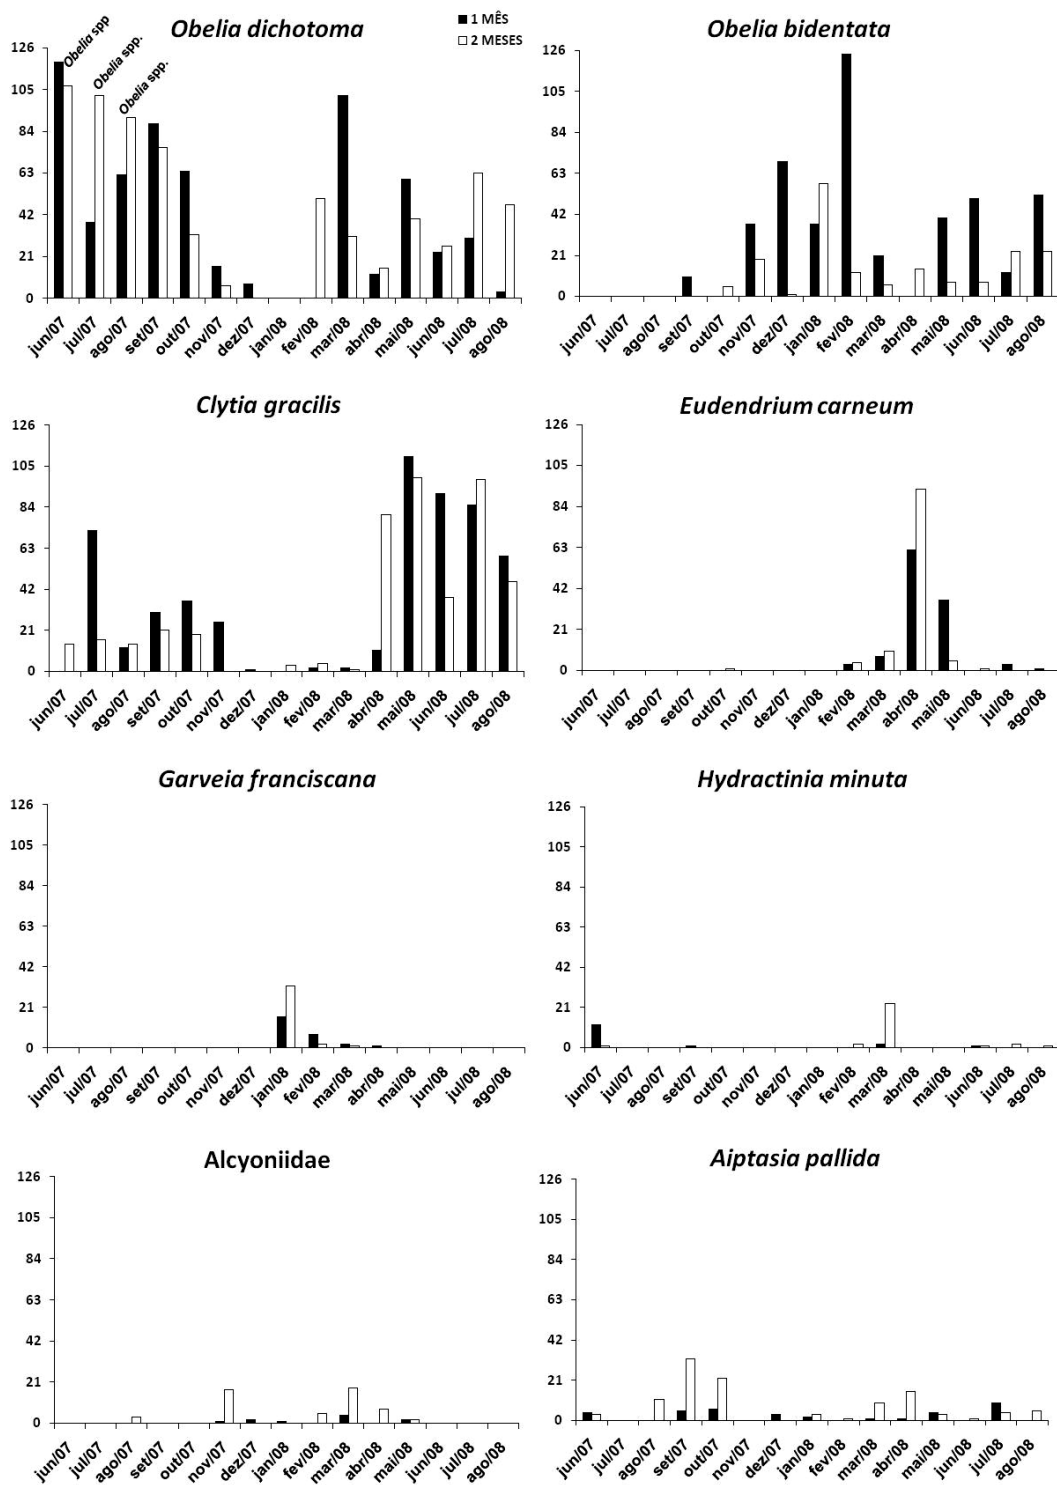 Obelia dichotoma
■ 1 MÊS
□ 2 MESES
126
105
84
63
42
21
0
Obelia spp
Obelia spp.
Obelia spp.
jun/07 jul/07 ago/07 set/07 out/07 nov/07 dez/07 jan/08 fev/08 mar/08 abr/08 mai/08 jun/08 jul/08 ago/08
Obelia bidentata
126
105
84
63
42
21
0
jun/07 jul/07 ago/07 set/07 out/07 nov/07 dez/07 jan/08 fev/08 mar/08 abr/08 mai/08 jun/08 jul/08 ago/08
Clytia gracilis
126
105
84
63
42
21
0
jun/07 jul/07 ago/07 set/07 out/07 nov/07 dez/07 jan/08 fev/08 mar/08 abr/08 mai/08 jun/08 jul/08 ago/08
Eudendrium carneum
126
105
84
63
42
21
0
jun/07 jul/07 ago/07 set/07 out/07 nov/07 dez/07 jan/08 fev/08 mar/08 abr/08 mai/08 jun/08 jul/08 ago/08
Garveia franciscana
126
105
84
63
42
21
0
jun/07 jul/07 ago/07 set/07 out/07 nov/07 dez/07 jan/08 fev/08 mar/08 abr/08 mai/08 jun/08 jul/08 ago/08
Hydractinia minuta
126
105
84
63
42
21
0
jun/07 jul/07 ago/07 set/07 out/07 nov/07 dez/07 jan/08 fev/08 mar/08 abr/08 mai/08 jun/08 jul/08 ago/08
Alcyoniidae
126
105
84
63
42
21
0
jun/07 jul/07 ago/07 set/07 out/07 nov/07 dez/07 jan/08 fev/08 mar/08 abr/08 mai/08 jun/08 jul/08 ago/08
Aiptasia pallida
126
105
84
63
42
21
0
jun/07 jul/07 ago/07 set/07 out/07 nov/07 dez/07 jan/08 fev/08 mar/08 abr/08 mai/08 jun/08 jul/08 ago/08